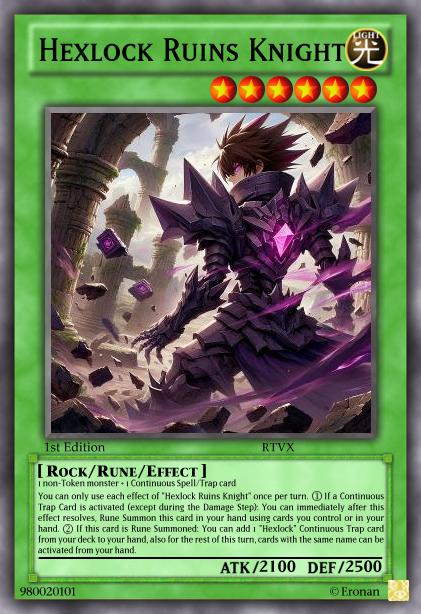 Hexlock Ruins Knight
LIGHT
光
1st Edition RTVX
[ Rock/Rune/Effect ]
1 non-Token monster + 1 Continuous Spell/Trap card
You can only use each effect of "Hexlock Ruins Knight" once per turn. ① If a Continuous
Trap Card is activated (except during the Damage Step): You can immediately after this
effect resolves, Rune Summon this card in your hand using cards you control or in your
hand. ② If this card is Rune Summoned: You can add 1 "Hexlock" Continuous Trap card
from your deck to your hand, also for the rest of this turn, cards with the same name can be
activated from your hand.
ATK/2100 DEF/2500
980020101 © Eronan